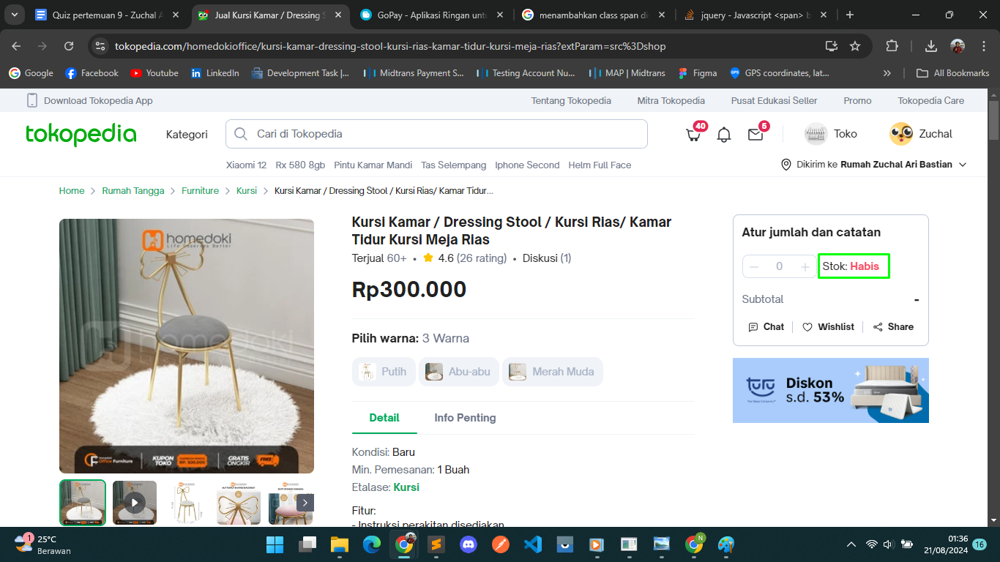 Quiz pertemuan 9 - Zuchal A
Jual Kursi Kamar / Dressing S
GoPay - Aplikasi Ringan untu
menambahkan class span di
jquery - Javascript <span> b
tokopedia.com/homedokioffice/kursi-kamar-dressing-stool-kursi-rias-kamar-tidur-kursi-meja-rias?extParam=src%3Dshop
Google Facebook Youtube LinkedIn Development Task |... Midtrans Payment S... Testing Account Nu... MAP | Midtrans Figma GPS coordinates, lat... » All Bookmarks
Download Tokopedia App Tentang Tokopedia Mitra Tokopedia Pusat Edukasi Seller Promo Tokopedia Care
tokopedia Kategori Cari di Tokopedia 40 5 Toko Zuchal
Xiaomi 12 Rx 580 8gb Pintu Kamar Mandi Tas Selempang Iphone Second Helm Full Face Dikirim ke Rumah Zuchal Ari Bastian
Home > Rumah Tangga > Furniture > Kursi > Kursi Kamar / Dressing Stool / Kursi Rias/ Kamar Tidur...
homedoki
Life Deserves Better
homedoki
Homedoki Office Furniture
KUPON TOKO
RP. 500.000
GRATIS ONGKIR
FREE
Kursi Kamar / Dressing Stool / Kursi Rias/ Kamar
Tidur Kursi Meja Rias
Terjual 60+ • 4.6 (26 rating) • Diskusi (1)
Rp300.000
Pilih warna: 3 Warna
Putih Abu-abu Merah Muda
Detail Info Penting
Kondisi: Baru
Min. Pemesanan: 1 Buah
Etalase: Kursi
Fitur:
- Instruksi perakitan disediakan
Atur jumlah dan catatan
0 Stok: Habis
Subtotal -
Chat Wishlist Share
turu
Diskon
s.d. 53%
1 25°C
Berawan
N
01:36
21/08/2024 16